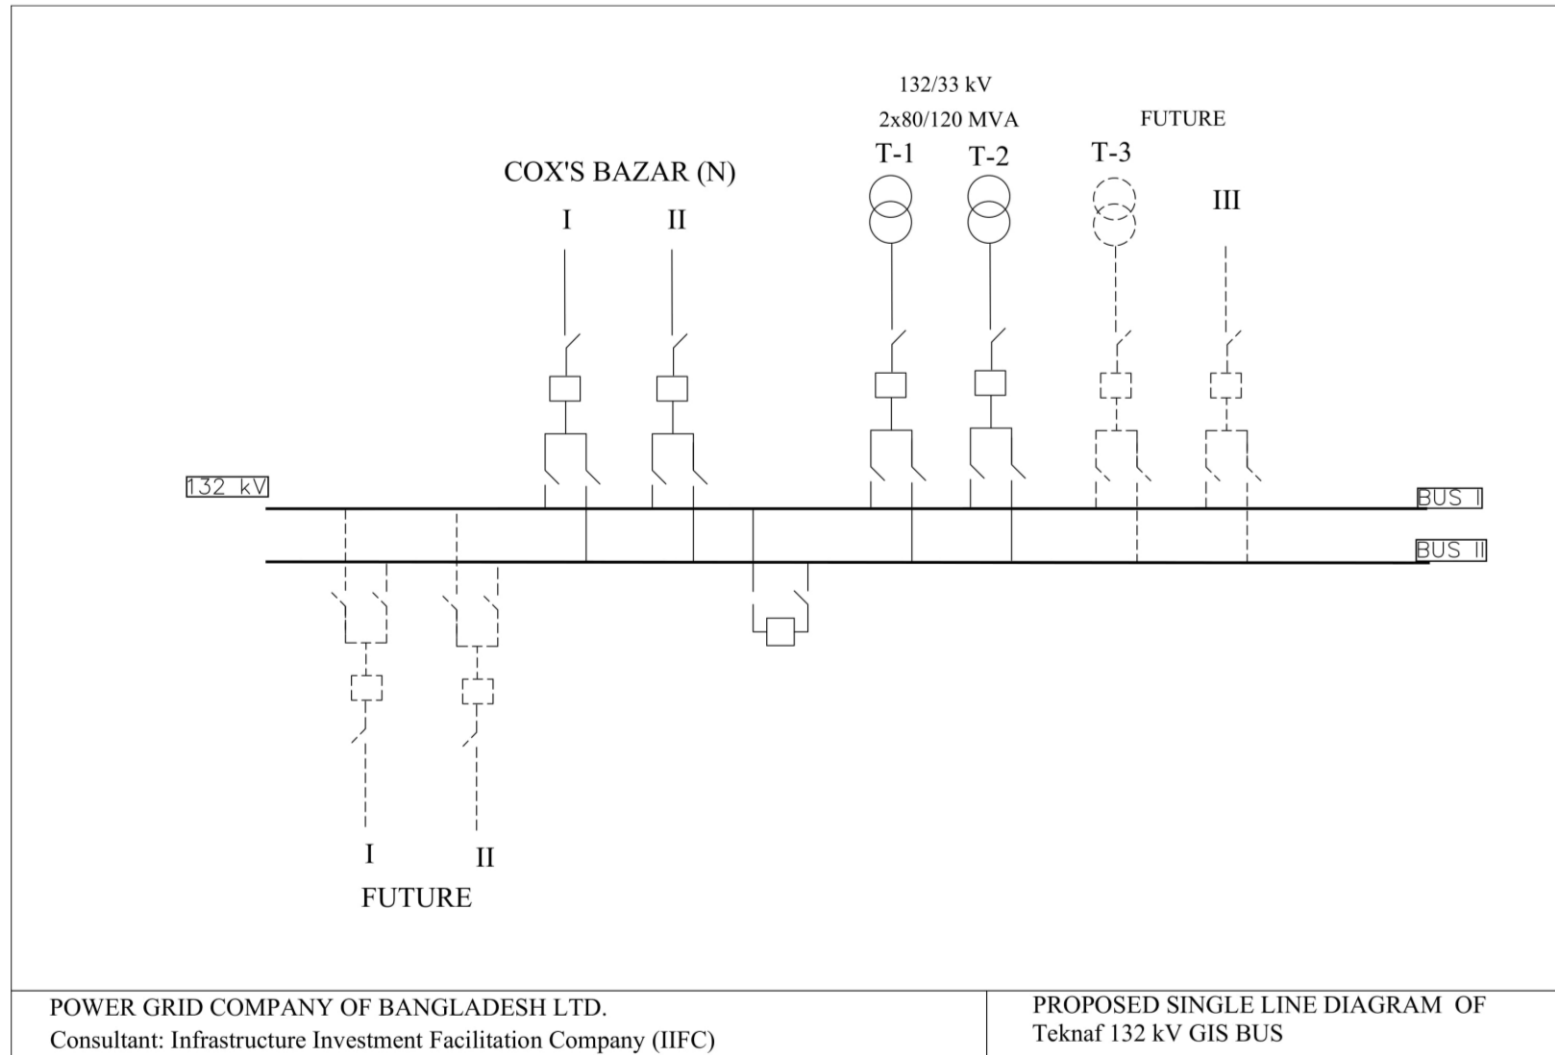 132/33 kV
2x80/120 MVA
FUTURE
T-1
T-2
T-3
COX'S BAZAR (N)
III
I
II
132 kV
BUS I
BUS II
I
II
FUTURE
POWER GRID COMPANY OF BANGLADESH LTD.
Consultant: Infrastructure Investment Facilitation Company (IIFC)
PROPOSED SINGLE LINE DIAGRAM OF
Teknaf 132 kV GIS BUS